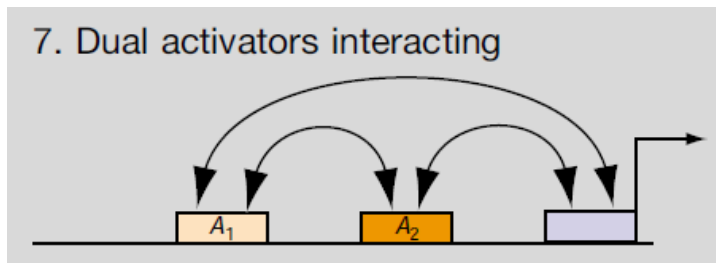 7. Dual activators interacting
A₁ A₂